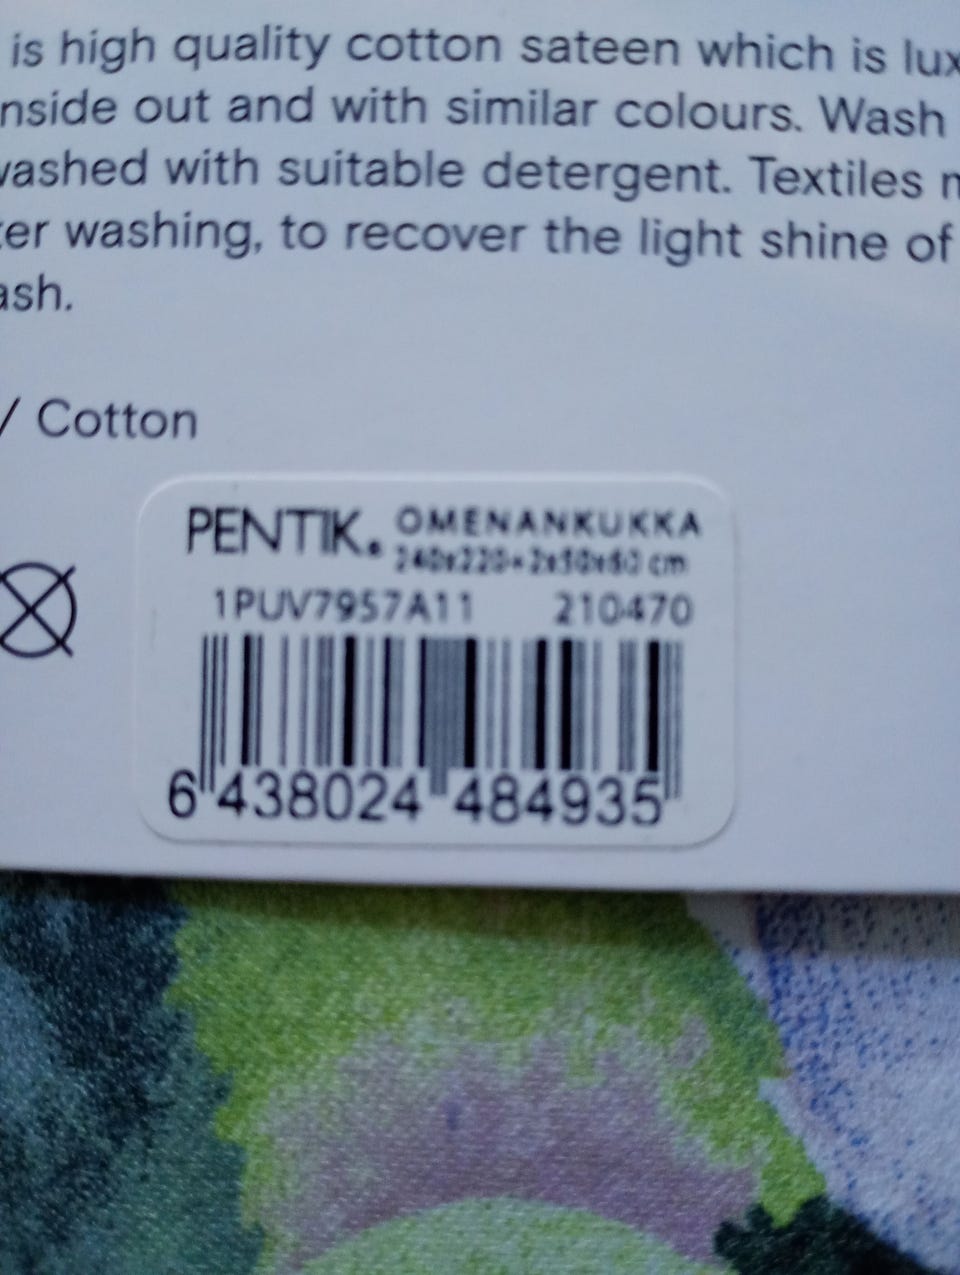 is high quality cotton sateen which is lux
nside out and with similar colours. Wash
washed with suitable detergent. Textiles m
ter washing, to recover the light shine of
ash.
/ Cotton
PENTIK. OMENANKUKKA
240x220+2x50x60 cm
1PUV7957A11 210470
6 438024 484935